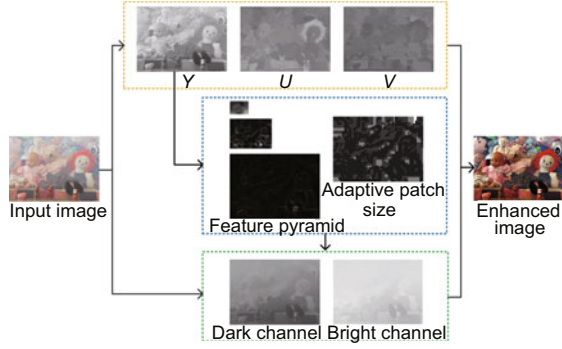 Y U V
Adaptive patch
size
Feature pyramid
Input image
Enhanced
image
Dark channel Bright channel